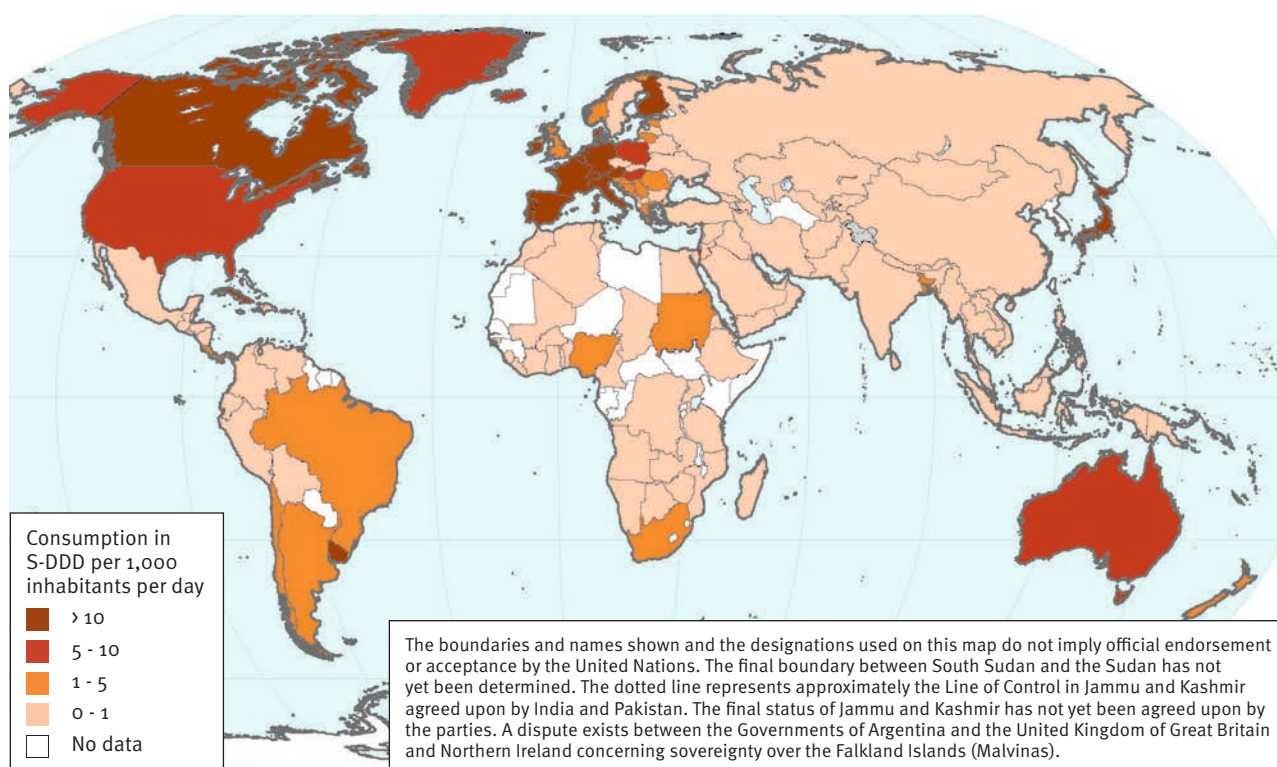 Consumption in
S-DDD per 1,000
inhabitants per day
> 10
5 - 10
1 - 5
0 - 1
No data
The boundaries and names shown and the designations used on this map do not imply official endorsement
or acceptance by the United Nations. The final boundary between South Sudan and the Sudan has not
yet been determined. The dotted line represents approximately the Line of Control in Jammu and Kashmir
agreed upon by India and Pakistan. The final status of Jammu and Kashmir has not yet been agreed upon by
the parties. A dispute exists between the Governments of Argentina and the United Kingdom of Great Britain
and Northern Ireland concerning sovereignty over the Falkland Islands (Malvinas).